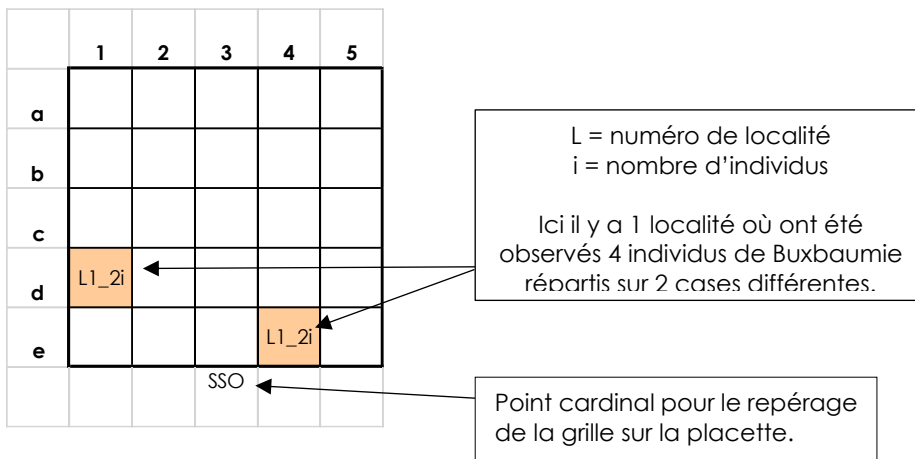 1 2 3 4 5
a
b
c
d L1_2i
e L1_2i
SSO
L = numéro de localité
i = nombre d’individus
Ici il y a 1 localité où ont été
observés 4 individus de Buxbaumie
répartis sur 2 cases différentes.
Point cardinal pour le repérage
de la grille sur la placette.